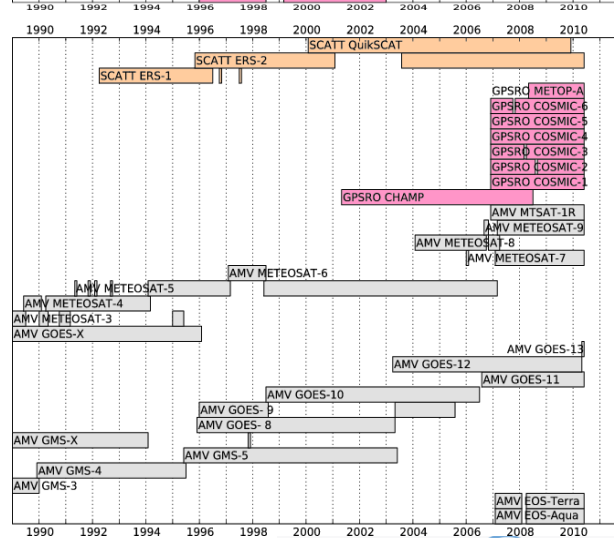 1990 1992 1994 1996 1998 2000 2002 2004 2006 2008 2010
1990 1992 1994 1996 1998 2000 2002 2004 2006 2008 2010
SCATT QuikSCAT
SCATT ERS-2
SCATT ERS-1
GPSRO METOP-A
GPSRO COSMIC-6
GPSRO COSMIC-5
GPSRO COSMIC-4
GPSRO COSMIC-3
GPSRO COSMIC-2
GPSRO COSMIC-1
GPSRO CHAMP
AMV MTSAT-1R
AMV METEOSAT-9
AMV METEOSAT-8
AMV METEOSAT-7
AMV METEOSAT-6
AMV METEOSAT-5
AMV METEOSAT-4
AMV METEOSAT-3
AMV GOES-X
AMV GOES-13
AMV GOES-12
AMV GOES-11
AMV GOES-10
AMV GOES- 9
AMV GOES- 8
AMV GMS-X
AMV GMS-5
AMV GMS-4
AMV GMS-3
AMV EOS-Terra
AMV EOS-Aqua
1990 1992 1994 1996 1998 2000 2002 2004 2006 2008 2010